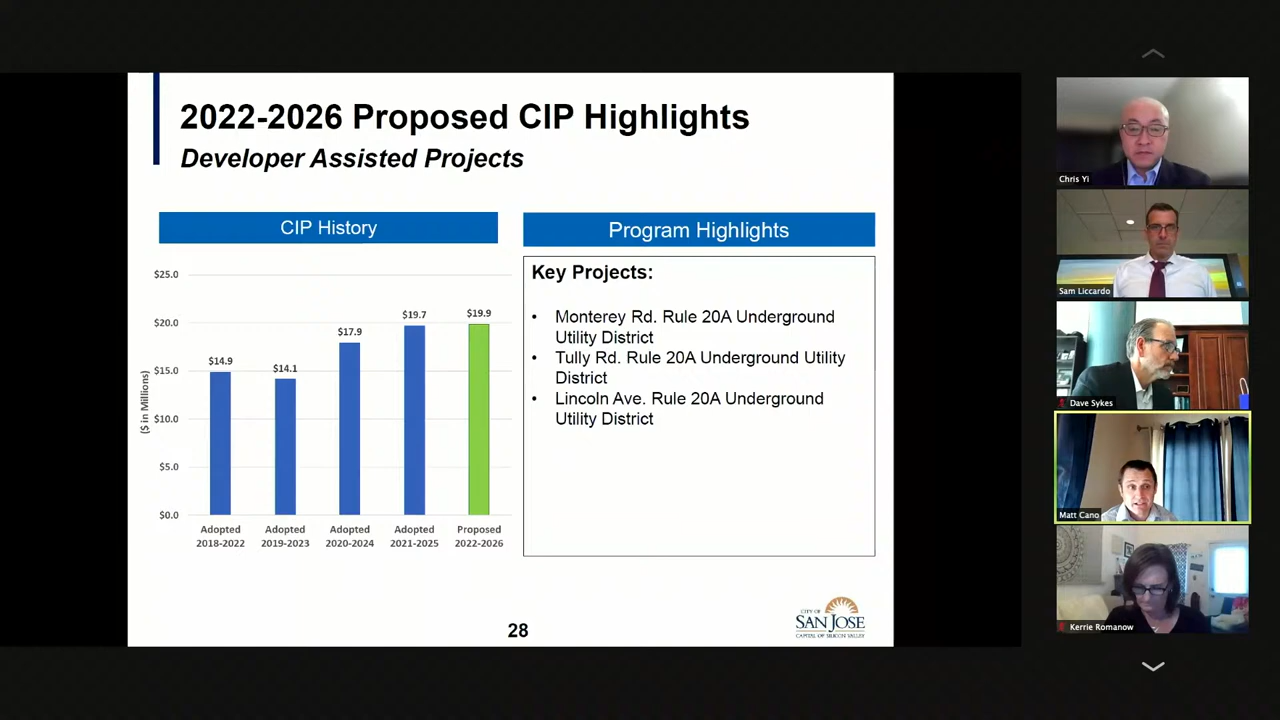 2022-2026 Proposed CIP Highlights
Developer Assisted Projects
CIP History
($ in Millions)
$25.0
$20.0
$15.0
$10.0
$5.0
$0.0
$14.9
$14.1
$17.9
$19.7
$19.9
Adopted
2018-2022
Adopted
2019-2023
Adopted
2020-2024
Adopted
2021-2025
Proposed
2022-2026
Program Highlights
Key Projects:
• Monterey Rd. Rule 20A Underground
Utility District
• Tully Rd. Rule 20A Underground Utility
District
• Lincoln Ave. Rule 20A Underground
Utility District
28
CITY OF
SAN JOSE
CAPITAL OF SILICON VALLEY
Chris Yi
Sam Liccardo
Dave Sykes
Matt Cano
Kerrie Romanow